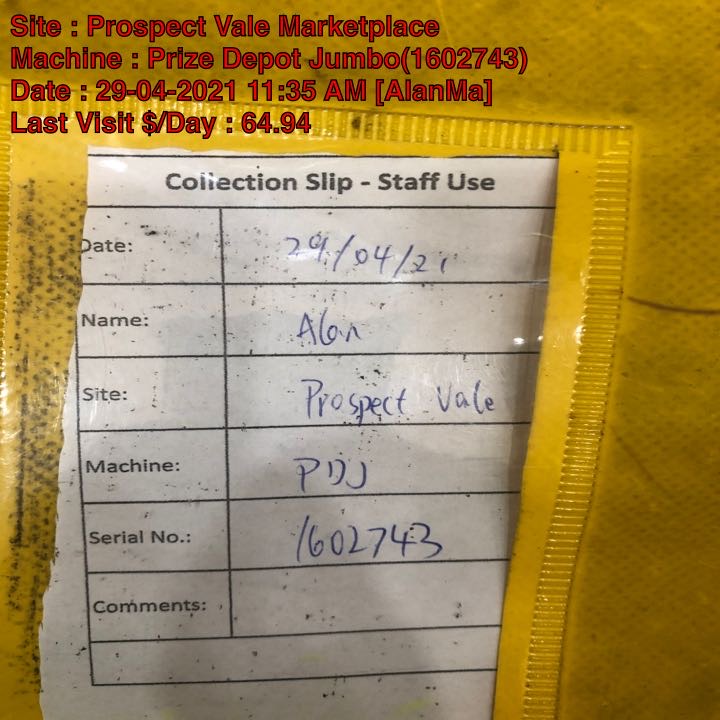 Site : Prospect Vale Marketplace
Machine : Prize Depot Jumbo(1602743)
Date : 29-04-2021 11:35 AM [AlanMa]
Last Visit $/Day : 64.94
Collection Slip - Staff Use
Date: 29/04/21
Name: Alan
Site: Prospect Vale
Machine: PDJ
Serial No.: 1602743
Comments: